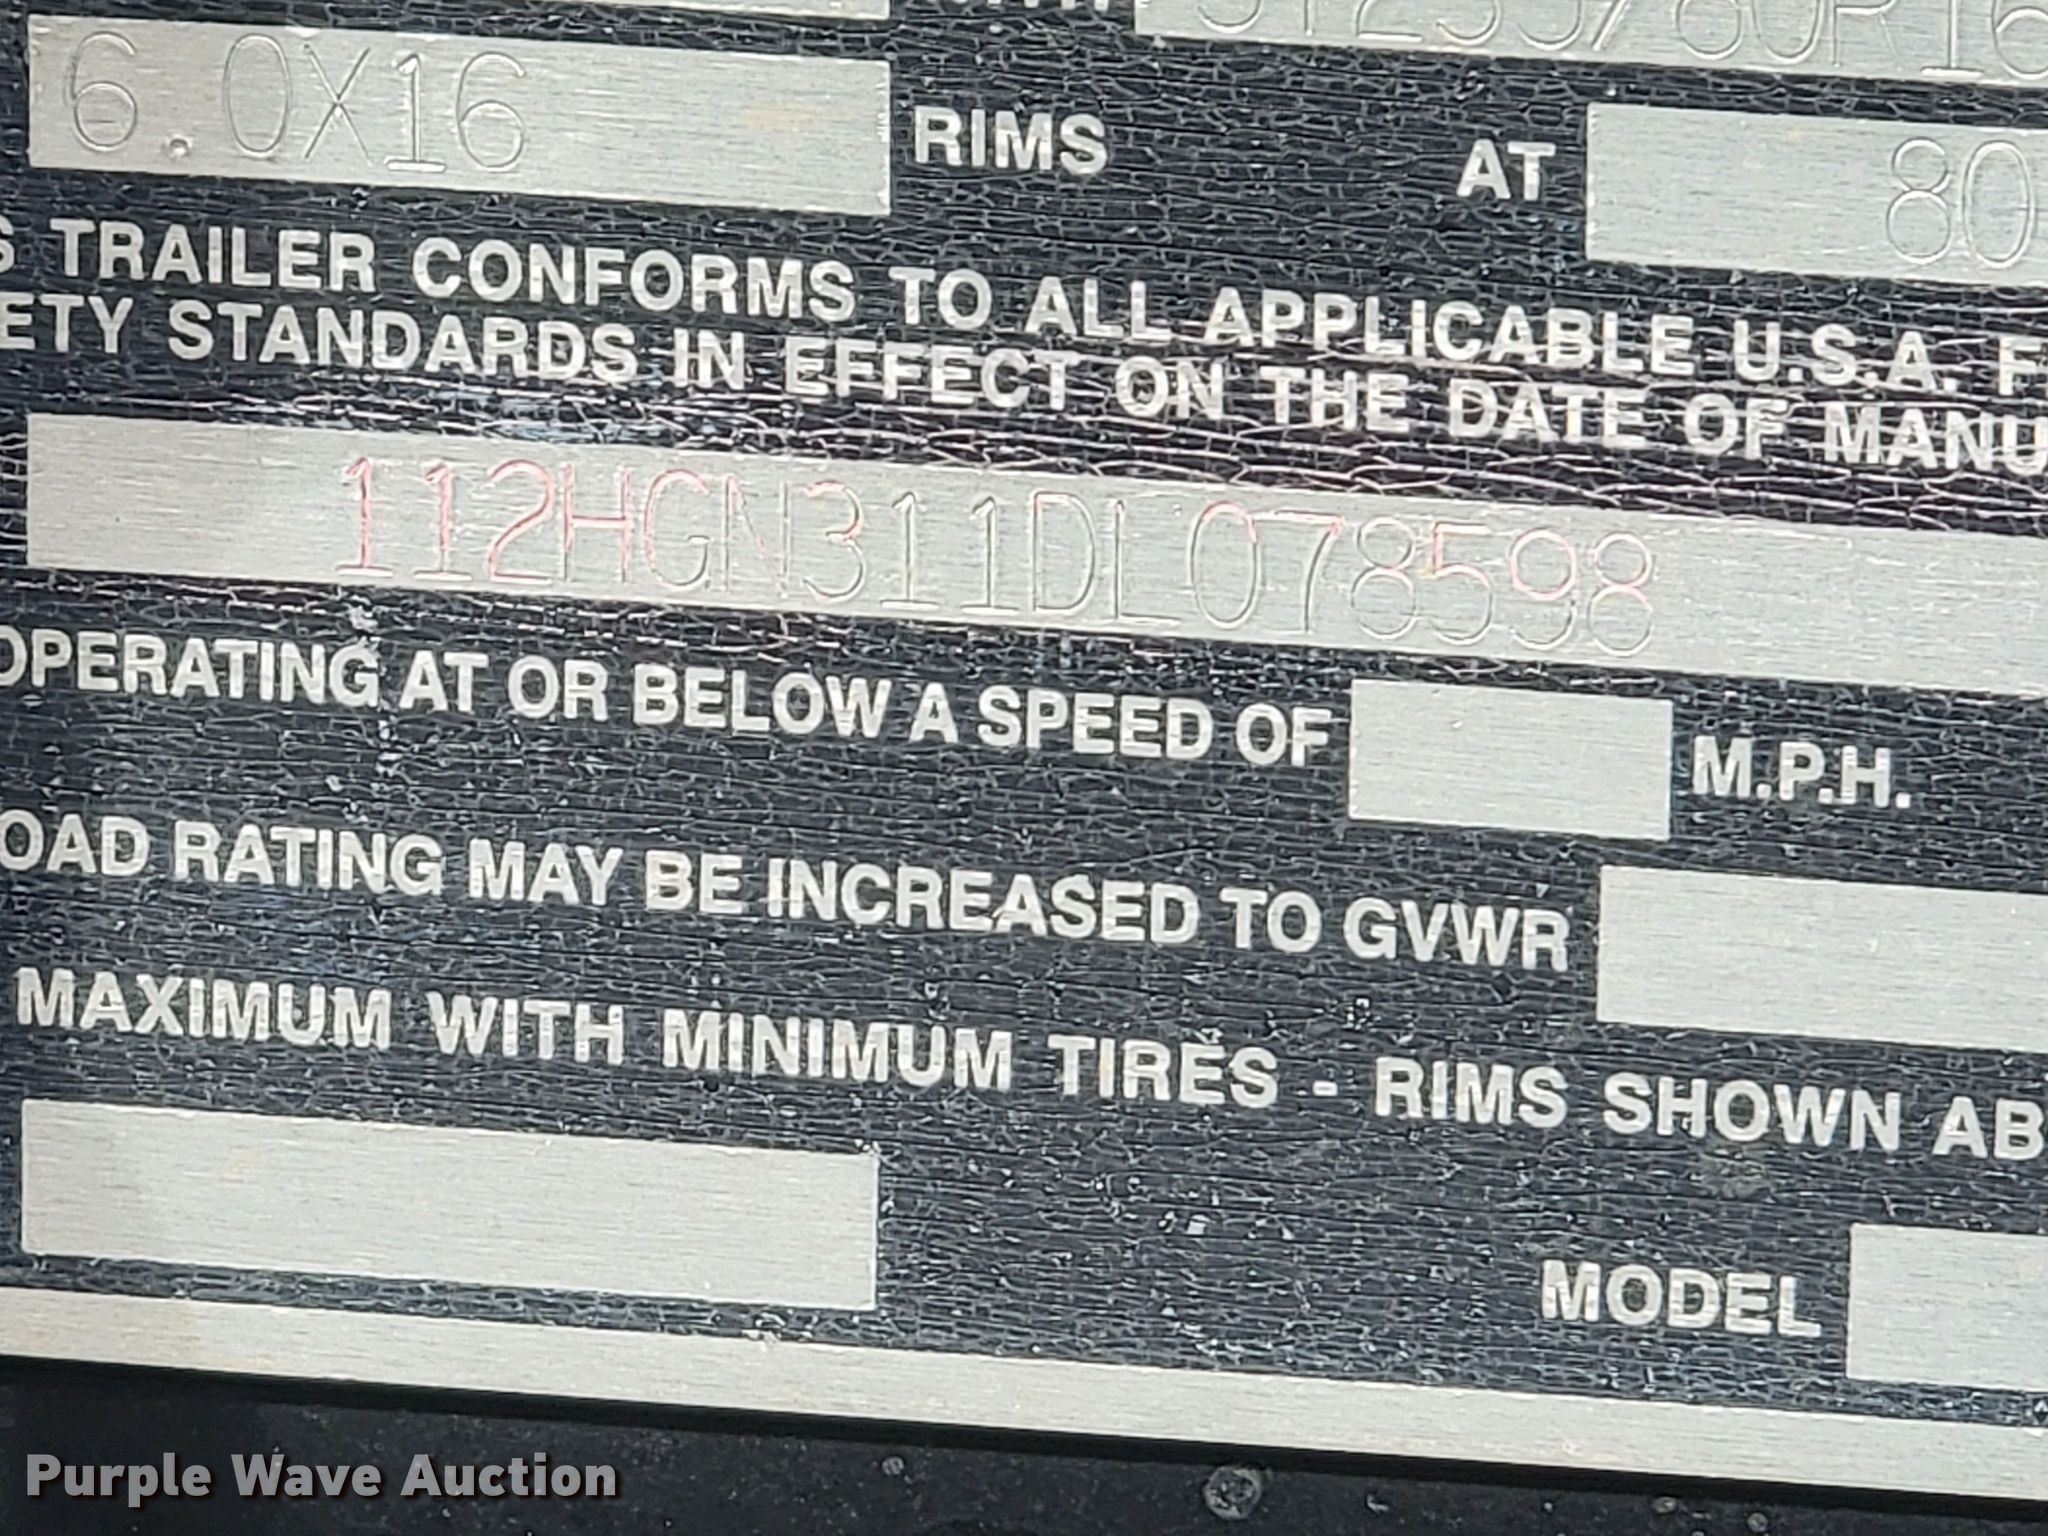 ST235/80R16
6.0X16 RIMS AT 80
S TRAILER CONFORMS TO ALL APPLICABLE U.S.A. F
ETY STANDARDS IN EFFECT ON THE DATE OF MANU
112HGN311DL078598
OPERATING AT OR BELOW A SPEED OF M.P.H.
OAD RATING MAY BE INCREASED TO GVWR
MAXIMUM WITH MINIMUM TIRES - RIMS SHOWN AB
MODEL
Purple Wave Auction